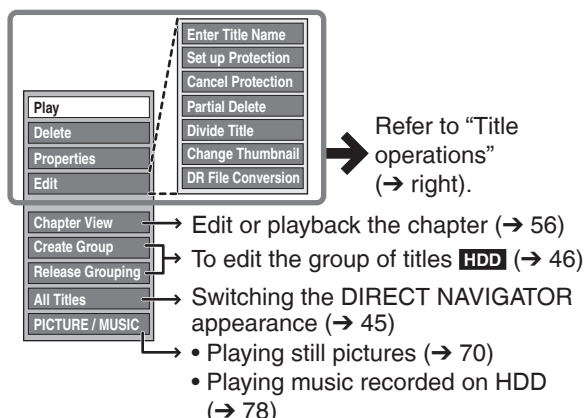 Enter Title Name
Set up Protection
Cancel Protection
Partial Delete
Divide Title
Change Thumbnail
DR File Conversion
Play
Delete
Properties
Edit
Refer to “Title
operations”
(➔ right).
Chapter View
Create Group
Release Grouping
All Titles
PICTURE / MUSIC
Edit or playback the chapter (➔ 56)
To edit the group of titles HDD (➔ 46)
Switching the DIRECT NAVIGATOR
appearance (➔ 45)
• Playing still pictures (➔ 70)
• Playing music recorded on HDD
(➔ 78)